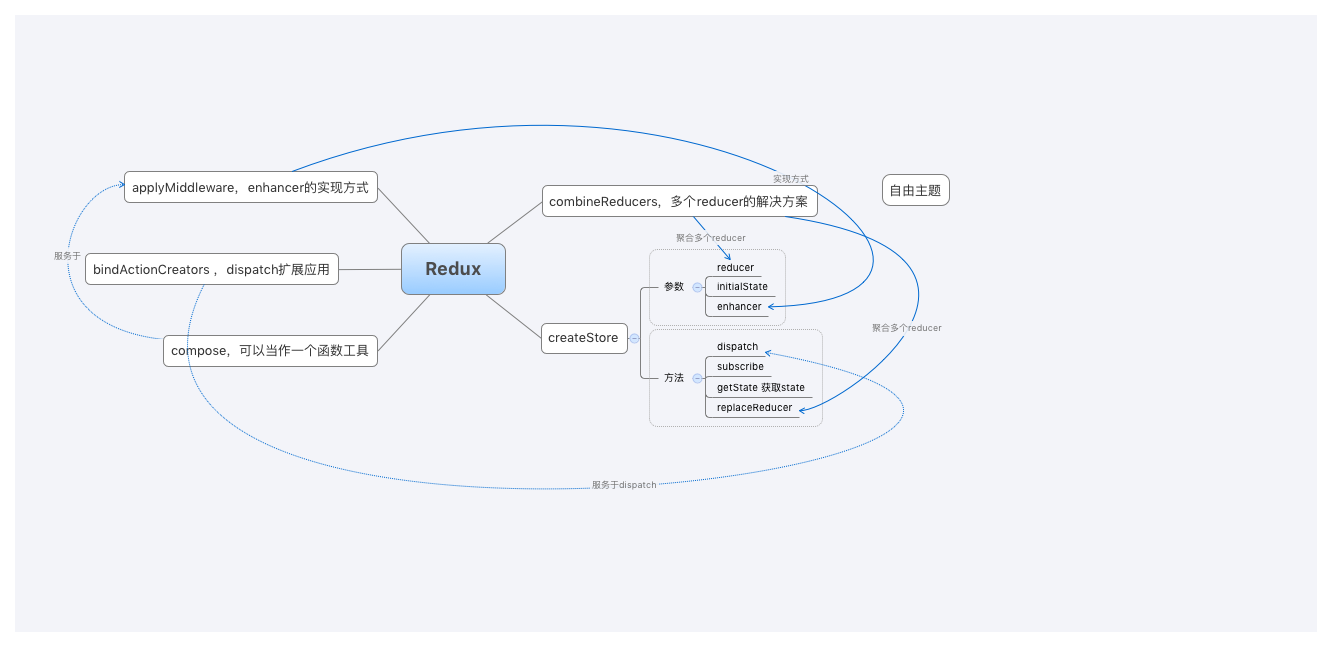 实现方式
applyMiddleware，enhancer的实现方式
自由主题
combineReducers，多个reducer的解决方案
聚合多个reducer
服务于
bindActionCreators ，dispatch扩展应用
Redux
reducer
参数
initialState
enhancer
聚合多个reducer
createStore
compose，可以当作一个函数工具
dispatch
subscribe
方法
getState 获取state
replaceReducer
服务于dispatch